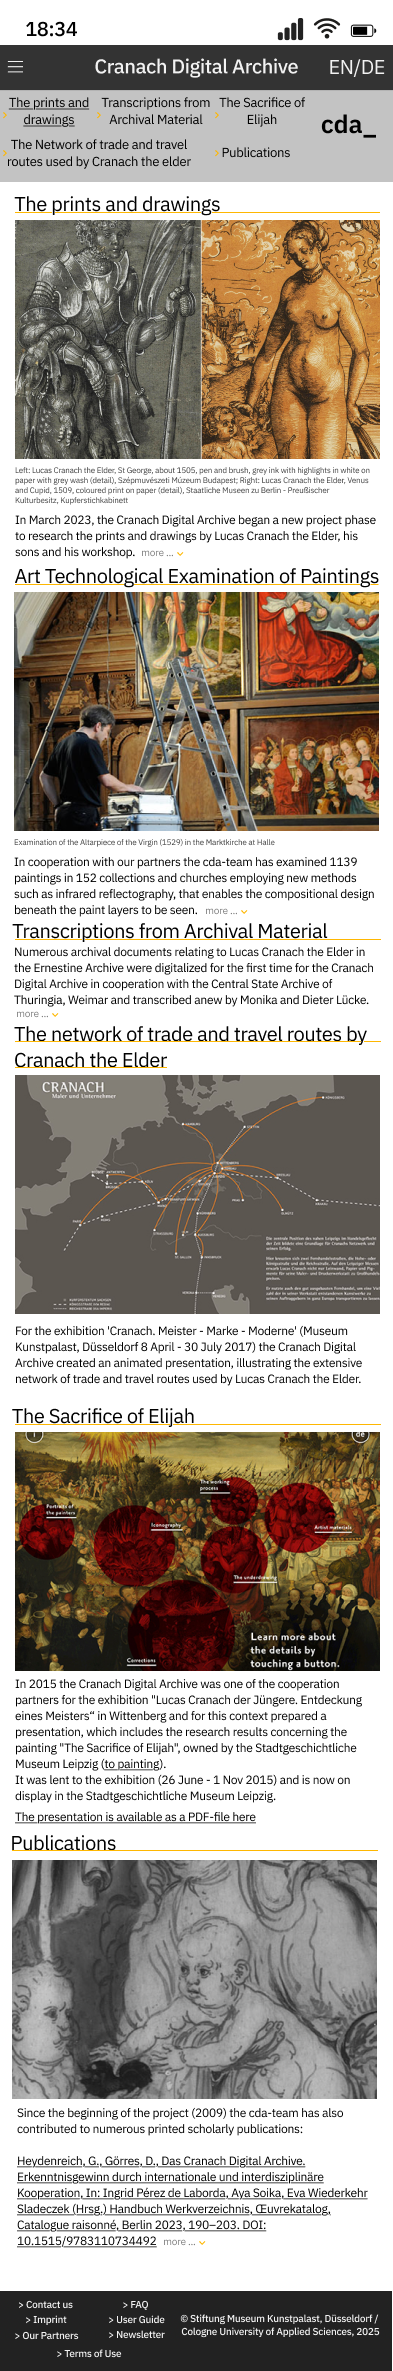 18:34
Cranach Digital Archive
EN/DE
The prints and
drawings
Transcriptions from
Archival Material
The Sacrifice of
Elijah
cda_
The Network of trade and travel
routes used by Cranach the elder
Publications
The prints and drawings
Left: Lucas Cranach the Elder, St George, about 1505, pen and brush, grey ink with highlights in white on
paper with grey wash (detail), Szépmuvészeti Múzeum Budapest; Right: Lucas Cranach the Elder, Venus
and Cupid, 1509, coloured print on paper (detail), Staatliche Museen zu Berlin - Preußischer
Kulturbesitz, Kupferstichkabinett
In March 2023, the Cranach Digital Archive began a new project phase
to research the prints and drawings by Lucas Cranach the Elder, his
sons and his workshop. more ...
Art Technological Examination of Paintings
Examination of the Altarpiece of the Virgin (1529) in the Marktkirche at Halle
In cooperation with our partners the cda-team has examined 1139
paintings in 152 collections and churches employing new methods
such as infrared reflectography, that enables the compositional design
beneath the paint layers to be seen. more ...
Transcriptions from Archival Material
Numerous archival documents relating to Lucas Cranach the Elder in
the Ernestine Archive were digitalized for the first time for the Cranach
Digital Archive in cooperation with the Central State Archive of
Thuringia, Weimar and transcribed anew by Monika and Dieter Lücke.
more ...
The network of trade and travel routes by
Cranach the Elder
CRANACH
Maler und Unternehmer
For the exhibition 'Cranach. Meister - Marke - Moderne' (Museum
Kunstpalast, Düsseldorf 8 April - 30 July 2017) the Cranach Digital
Archive created an animated presentation, illustrating the extensive
network of trade and travel routes used by Lucas Cranach the Elder.
The Sacrifice of Elijah
i
de
The working
process
Portraits of
the painters
Iconography
Artist materials
The underdrawing
Corrections
Learn more about
the details by
touching a button.
In 2015 the Cranach Digital Archive was one of the cooperation
partners for the exhibition "Lucas Cranach der Jüngere. Entdeckung
eines Meisters“ in Wittenberg and for this context prepared a
presentation, which includes the research results concerning the
painting "The Sacrifice of Elijah", owned by the Stadtgeschichtliche
Museum Leipzig (to painting).
It was lent to the exhibition (26 June - 1 Nov 2015) and is now on
display in the Stadtgeschichtliche Museum Leipzig.
The presentation is available as a PDF-file here
Publications
Since the beginning of the project (2009) the cda-team has also
contributed to numerous printed scholarly publications:
Heydenreich, G., Görres, D., Das Cranach Digital Archive.
Erkenntnisgewinn durch internationale und interdisziplinäre
Kooperation, In: Ingrid Pérez de Laborda, Aya Soika, Eva Wiederkehr
Sladeczek (Hrsg.) Handbuch Werkverzeichnis, Œuvrekatalog,
Catalogue raisonné, Berlin 2023, 190–203. DOI:
10.1515/9783110734492 more ...
> Contact us
> FAQ
> Imprint
> User Guide
> Our Partners
> Newsletter
> Terms of Use
© Stiftung Museum Kunstpalast, Düsseldorf /
Cologne University of Applied Sciences, 2025